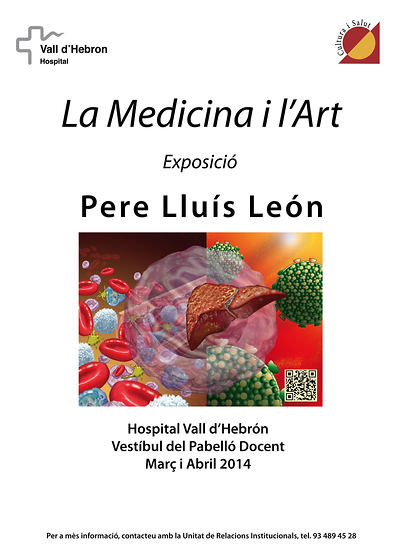 Vall d'Hebron
Hospital
Cultura i Salut
La Medicina i l'Art
Exposició
Pere Lluís León
Hospital Vall d'Hebrón
Vestíbul del Pabelló Docent
Març i Abril 2014
Per a mès informació, contacteu amb la Unitat de Relacions Institucionals, tel. 93 489 45 28